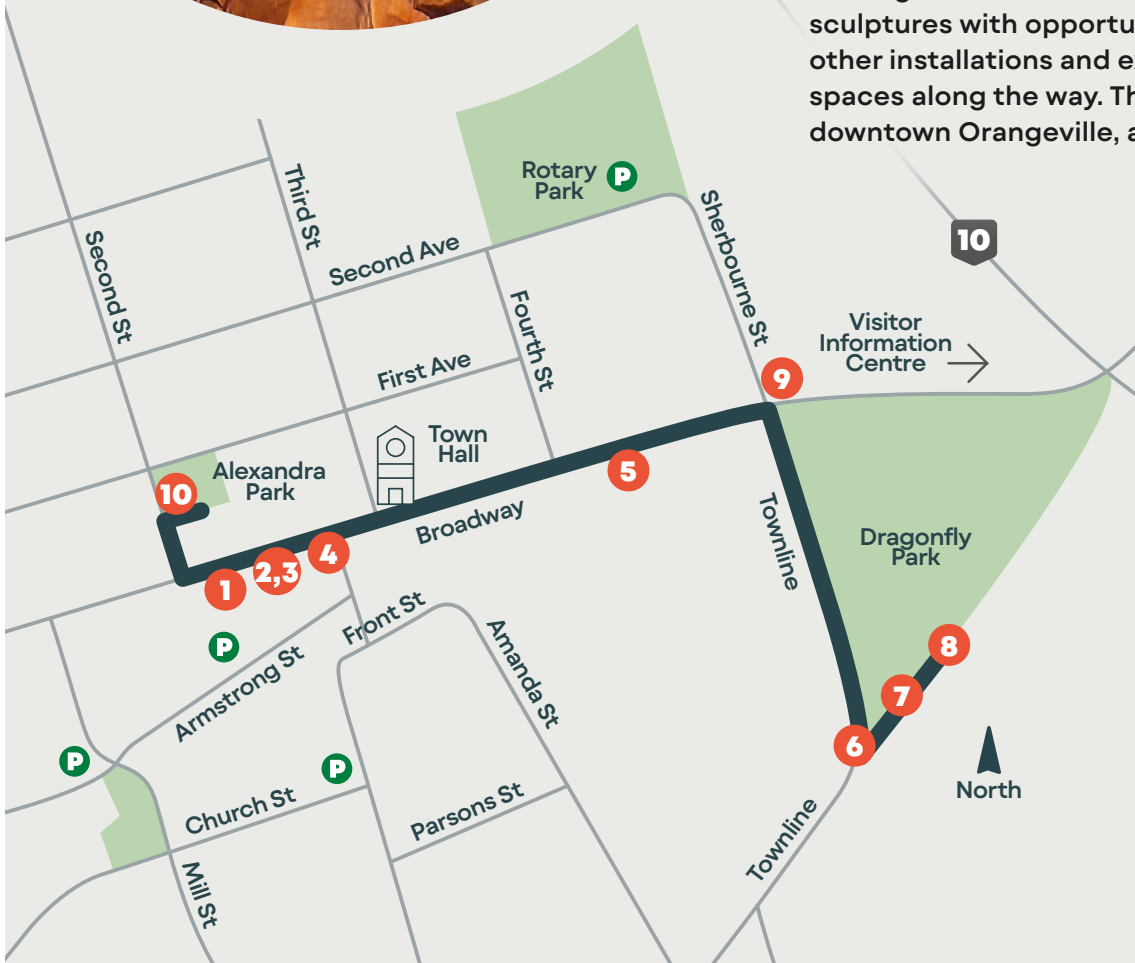 sculptures with opportu
other installations and e
spaces along the way. Th
downtown Orangeville, a
Rotary
Park
P
Third St
Sherbourne St
Second Ave
Second St
10
Fourth St
Visitor
Information
Centre
First Ave
9
Town
Hall
Alexandra
Park
10
5
Broadway
Townline
Dragonfly
Park
4
2,3
1
Front St
P
Armstrong St
Amanda St
8
7
6
P
P
North
Church St
Parsons St
Townline
Mill St